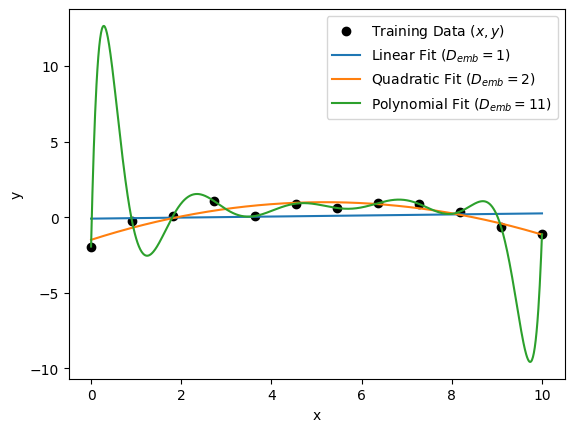 Training Data (x, y)
Linear Fit (D_emb = 1)
Quadratic Fit (D_emb = 2)
Polynomial Fit (D_emb = 11)
10
5
0
−5
−10
y
0 2 4 6 8 10
x